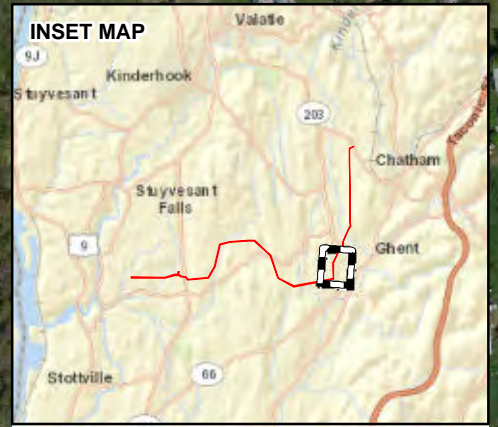 INSET MAP
Valatie
9J
Kinderhook
Stuyvesant
203
Chatham
Stuyvesant
Falls
9
Ghent
66
Stottville